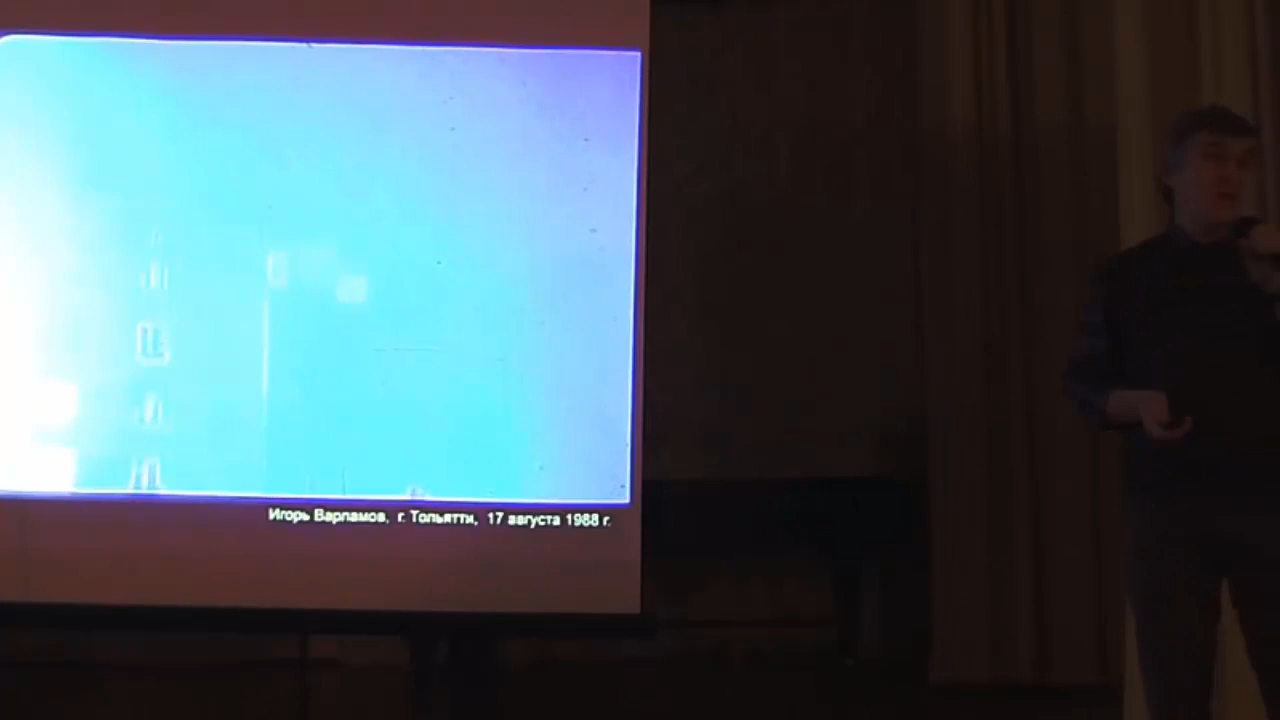 Игорь Варламов, г. Тольятти, 17 августа 1988 г.